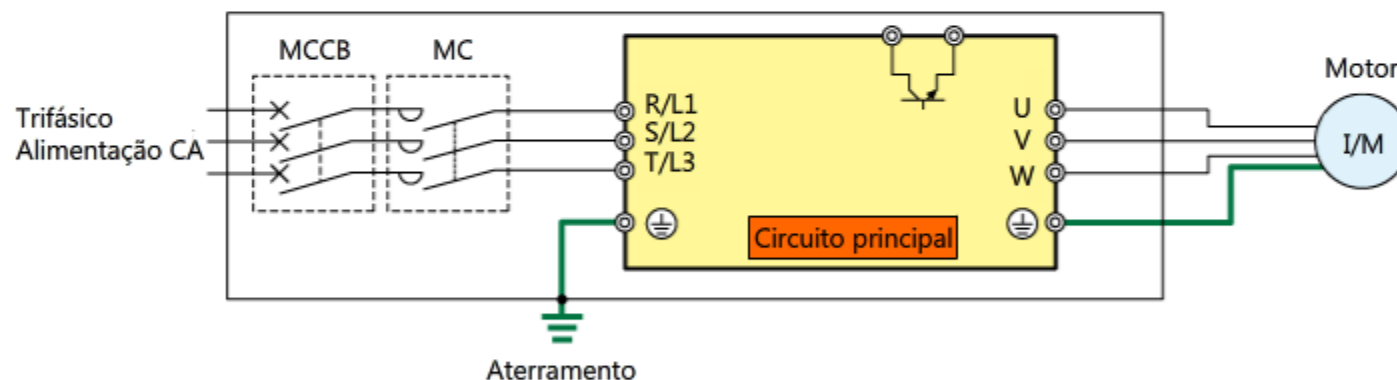 MCCB
MC
Motor
Trifásico
Alimentação CA
R/L1
S/L2
T/L3
U
V
W
I/M
Circuito principal
Aterramento